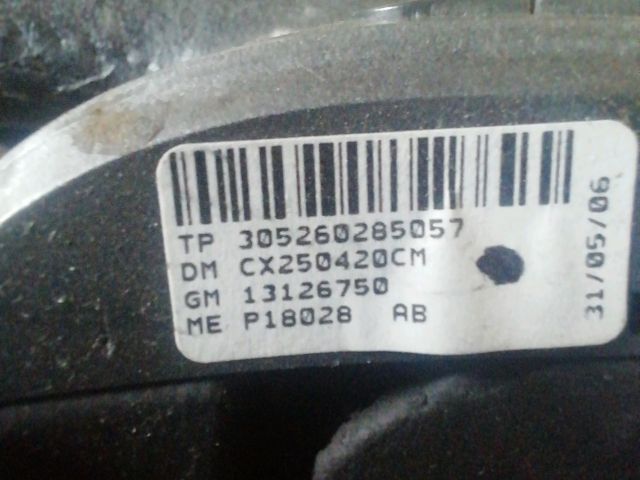 TP 305260285057
DM CX250420CM
GM 13126750
ME P18028 AB
31/05/06